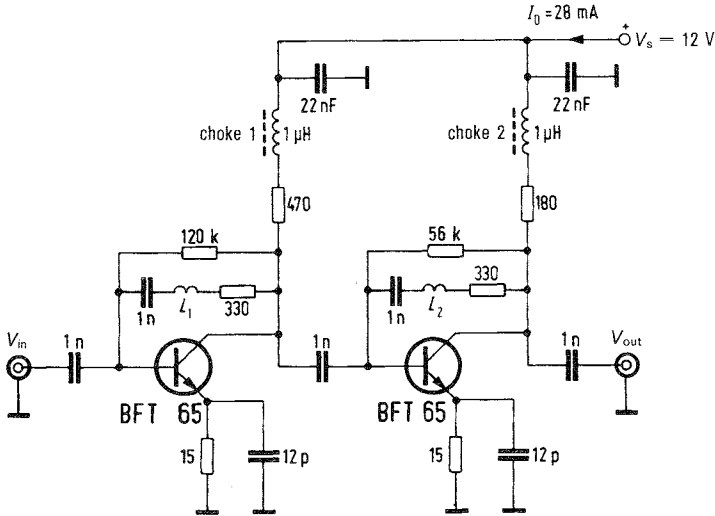 I₀ = 28 mA
+
Vₛ = 12 V
22 nF
22 nF
choke 1
1 μH
choke 2
1 μH
470
180
120 k
56 k
1 n
L₁
330
1 n
L₂
330
V_in
1 n
1 n
1 n
V_out
BFT 65
BFT 65
15
12 p
15
12 p